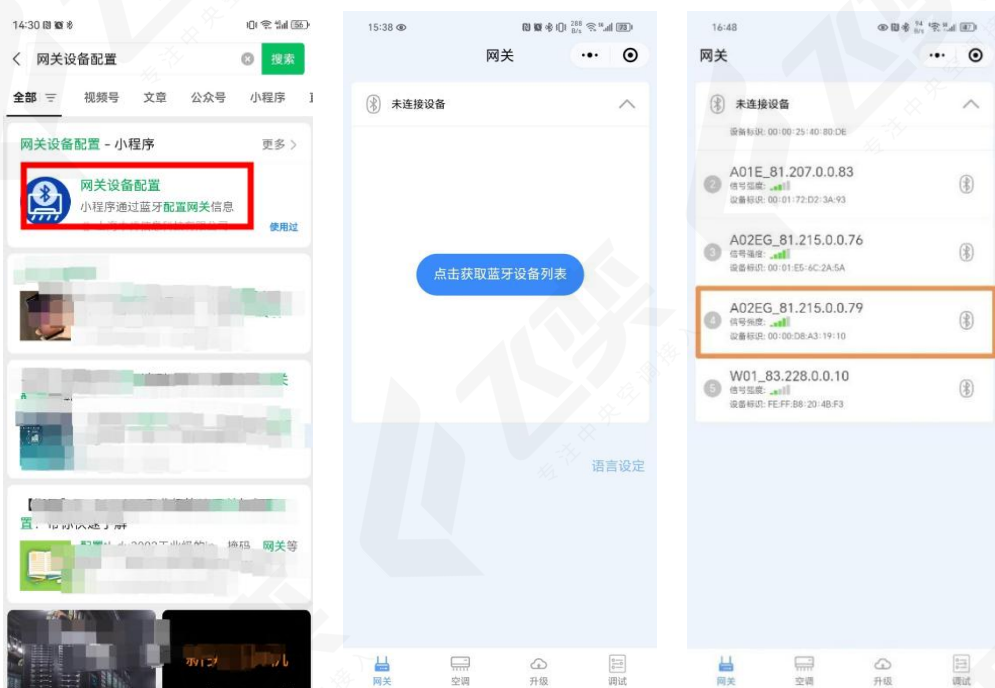 14:30
网关设备配置
搜索
全部 视频号 文章 公众号 小程序
网关设备配置 - 小程序
更多
网关设备配置
小程序通过蓝牙配置网关信息
使用过
网关等
15:38
网关
未连接设备
点击获取蓝牙设备列表
语言设定
网关 空调 升级 调试
16:48
网关
未连接设备
设备标识: 00:00:25:40:80:DE
2
A01E_81.207.0.0.83
信号强度:
设备标识: 00:01:72:D2:3A:93
3
A02EG_81.215.0.0.76
信号强度:
设备标识: 00:01:E5:6C:2A:5A
4
A02EG_81.215.0.0.79
信号强度:
设备标识: 00:00:D8:A3:19:10
5
W01_83.228.0.0.10
信号强度:
设备标识: FE:FF:B8:20:4B:F3
网关 空调 升级 调试